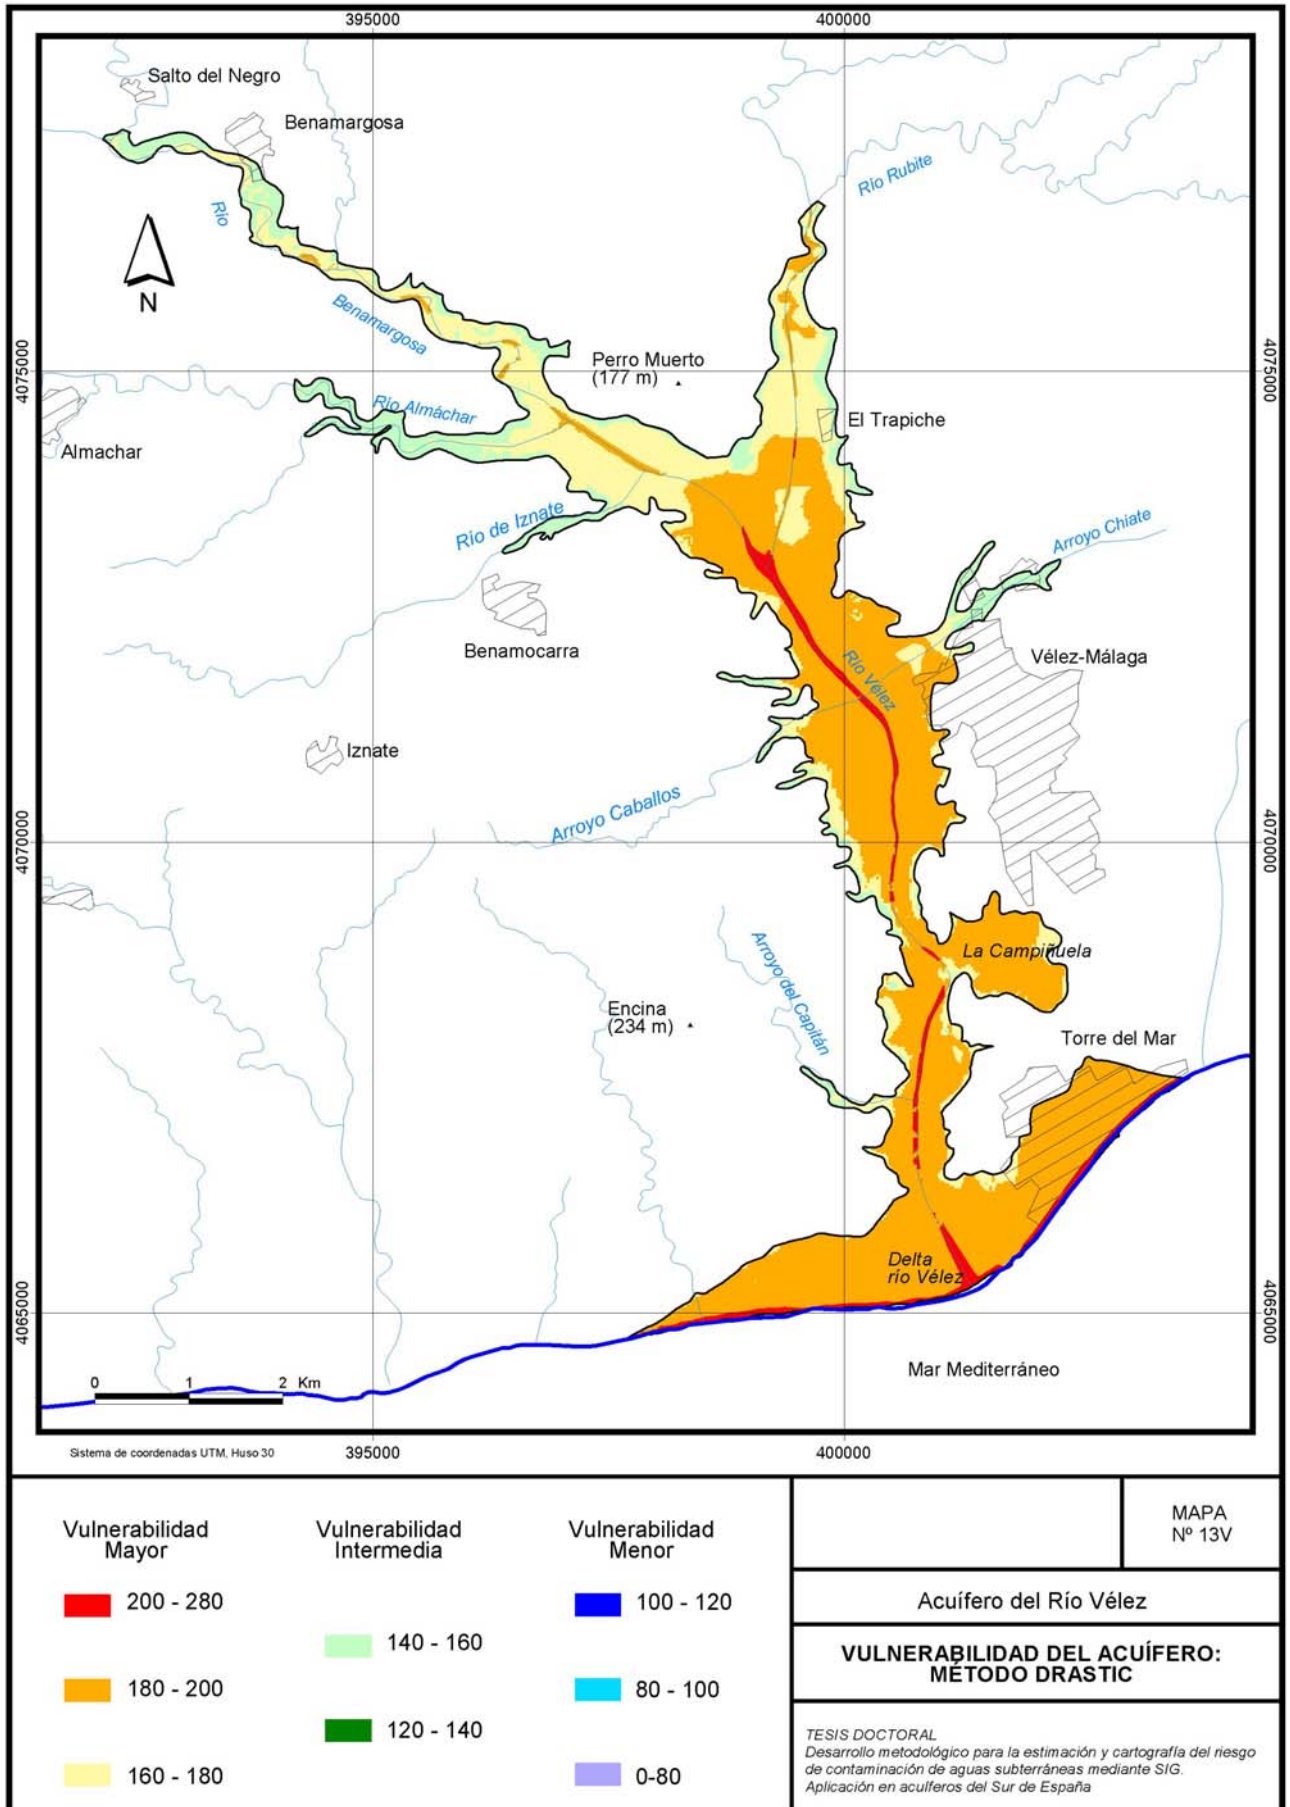 395000
400000
Salto del Negro
Benamargosa
Río Rubite
Río
N
Benamargosa
4075000
4075000
Perro Muerto
(177 m)
Río Almáchar
El Trapiche
Almachar
Río de Iznate
Arroyo Chiate
Benamocarra
Vélez-Málaga
Río Vélez
Iznate
Arroyo Caballos
4070000
4070000
La Campiñuela
Arroyo del Capitán
Encina
(234 m)
Torre del Mar
Delta
río Vélez
4065000
4065000
Mar Mediterráneo
0 1 2 Km
Sistema de coordenadas UTM, Huso 30
395000
400000
Vulnerabilidad
Mayor
200 - 280
180 - 200
160 - 180
Vulnerabilidad
Intermedia
140 - 160
120 - 140
Vulnerabilidad
Menor
100 - 120
80 - 100
0-80
MAPA
Nº 13V
Acuífero del Río Vélez
VULNERABILIDAD DEL ACUÍFERO:
MÉTODO DRASTIC
TESIS DOCTORAL
Desarrollo metodológico para la estimación y cartografía del riesgo
de contaminación de aguas subterráneas mediante SIG.
Aplicación en acuíferos del Sur de España